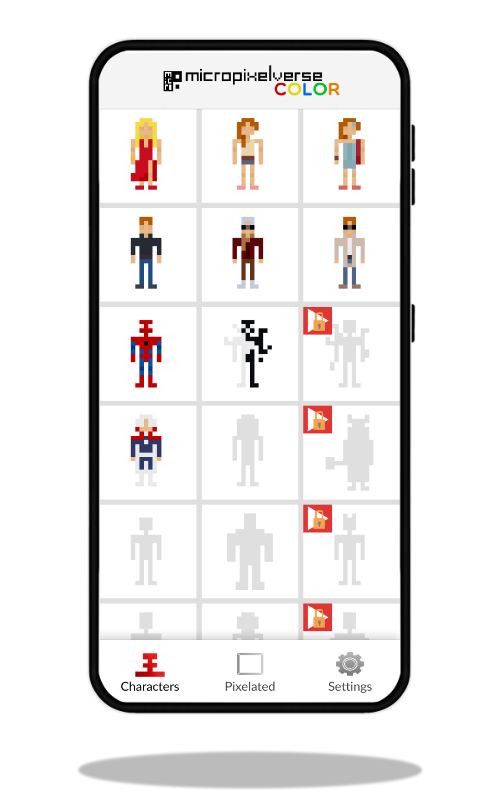 micropixelverse
COLOR
Characters
Pixelated
Settings